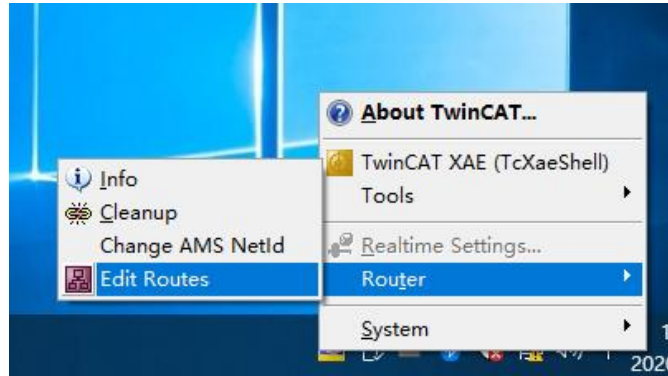 About TwinCAT...
TwinCAT XAE (TcXaeShell)
Tools
Realtime Settings...
Router
System
Info
Cleanup
Change AMS NetId
Edit Routes